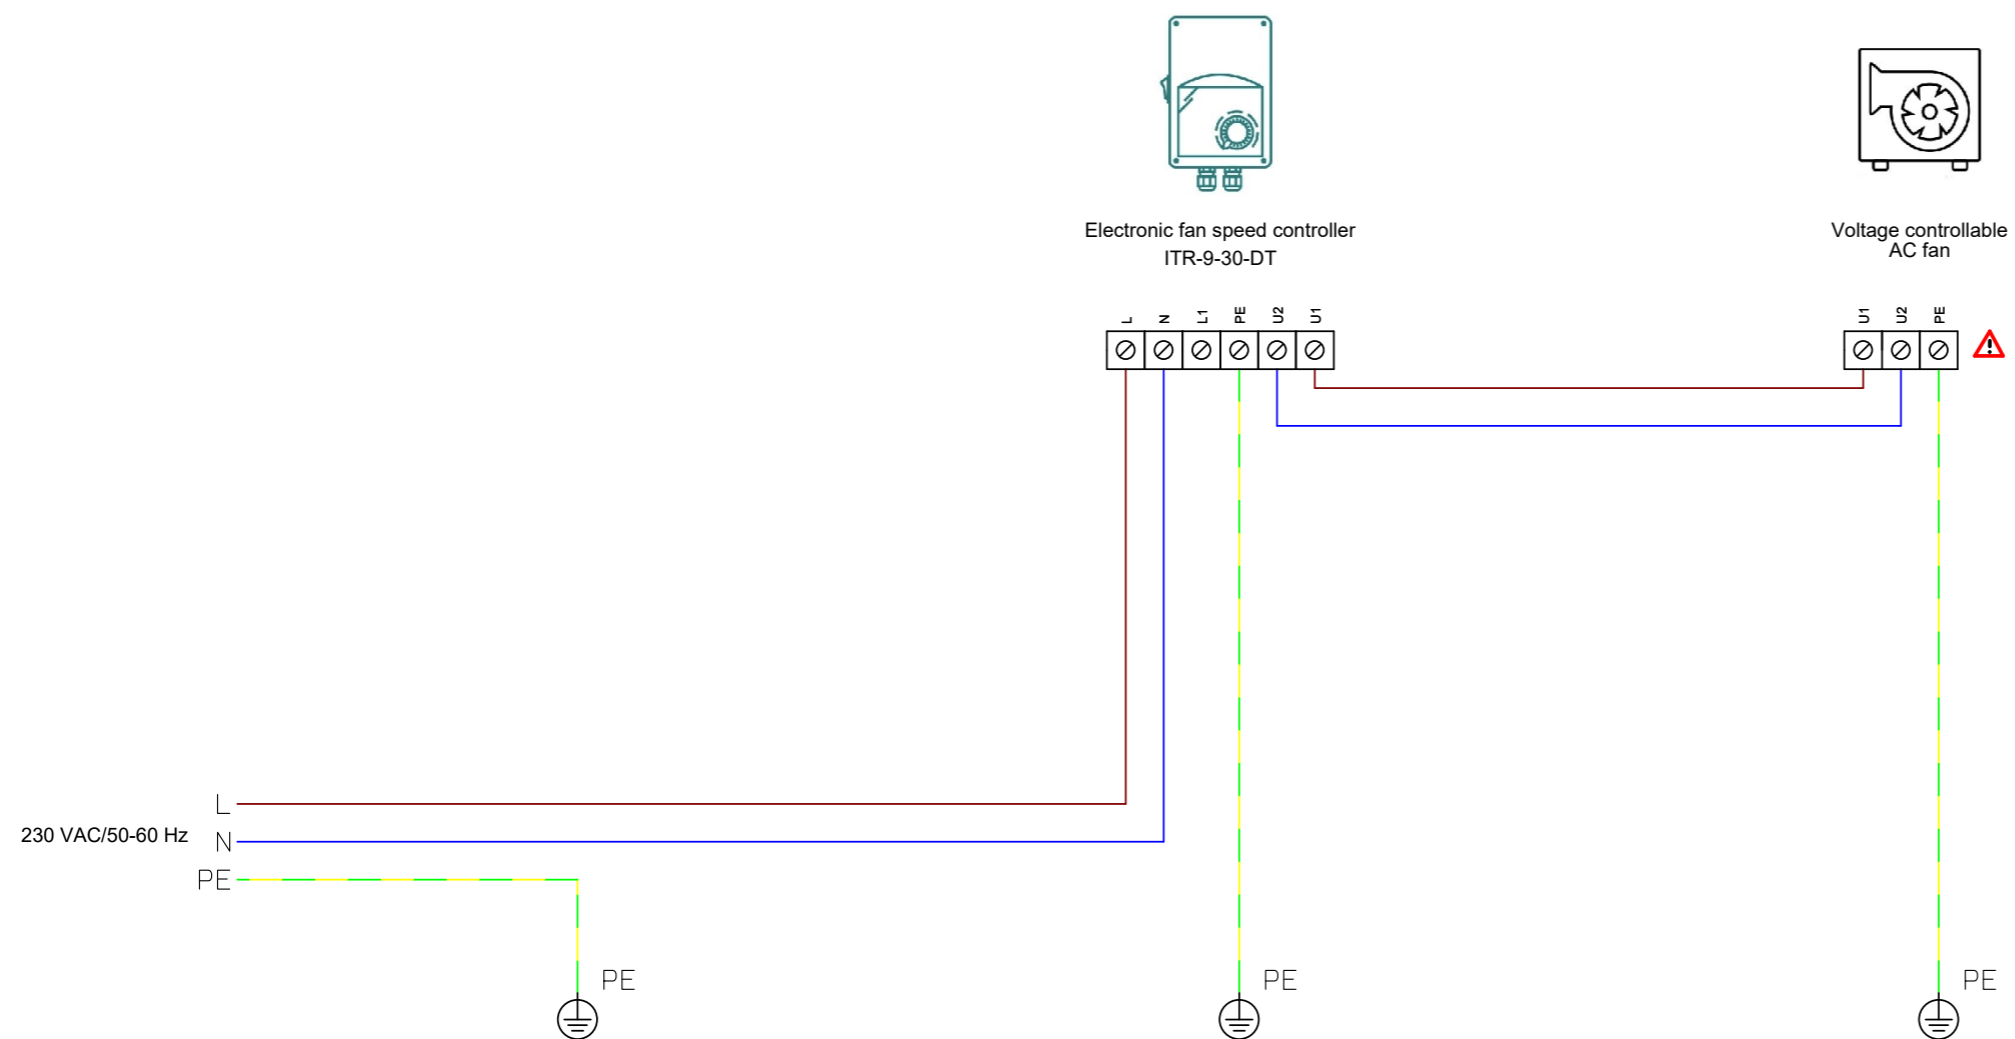 Electronic fan speed controller
ITR-9-30-DT
Voltage controllable
AC fan
L N L1 PE U2 U1
U1 U2 PE
L
230 VAC/50-60 Hz N
PE
PE
PE
PE